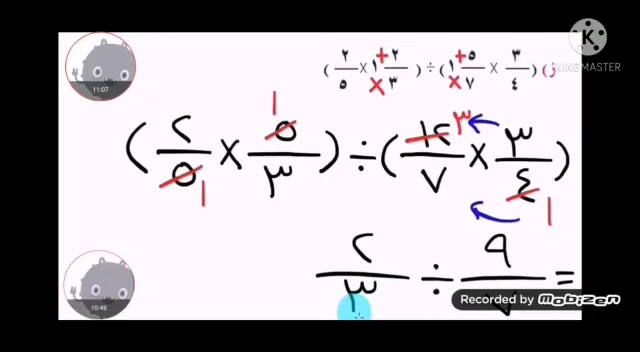 KINEMASTER
( ٢/٥ × ١ + ٢/٣ × ) ÷ ( ١ + ٥/٧ × × ٣/٤ ) ( )
١ ٣
( ٢/٥ × ٥/٣ ) ÷ ( ١٢/٧ × ٣/٤ )
١ ١
٢/٣ ÷ ٩/٧ =
11:07
10:48
Recorded by Mobizen